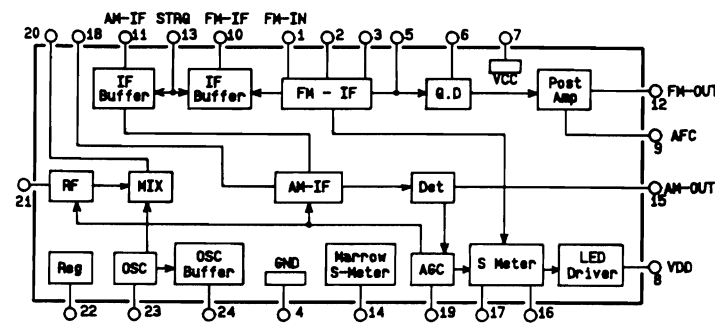 AM-IF STRQ FM-IF FM-IN
20 18 11 13 10 1 2 3 5 6 7
IF Buffer
IF Buffer
FM - IF
Q.D
VCC
Post Amp
FM-OUT
12
AFC
9
RF
MIX
AM-IF
Det
AM-OUT
15
21
Reg
OSC
OSC Buffer
GND
Marrow S-Meter
AGC
S Meter
LED Driver
VDD
8
22 23 24 4 14 19 17 16